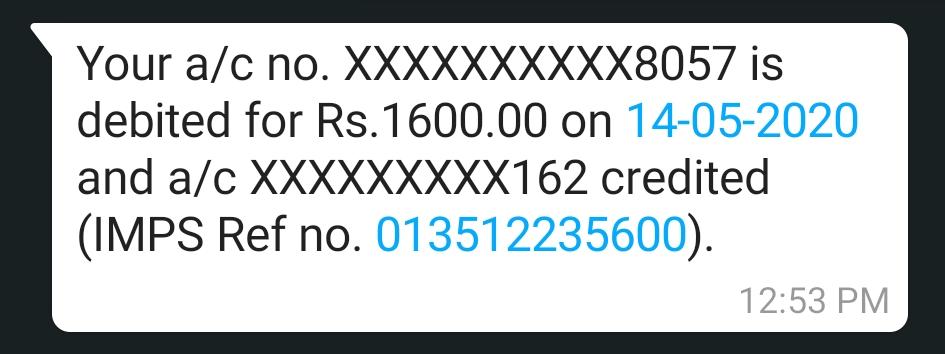 Your a/c no. XXXXXXXXXX8057 is
debited for Rs.1600.00 on 14-05-2020
and a/c XXXXXXXXX162 credited
(IMPS Ref no. 013512235600).
12:53 PM